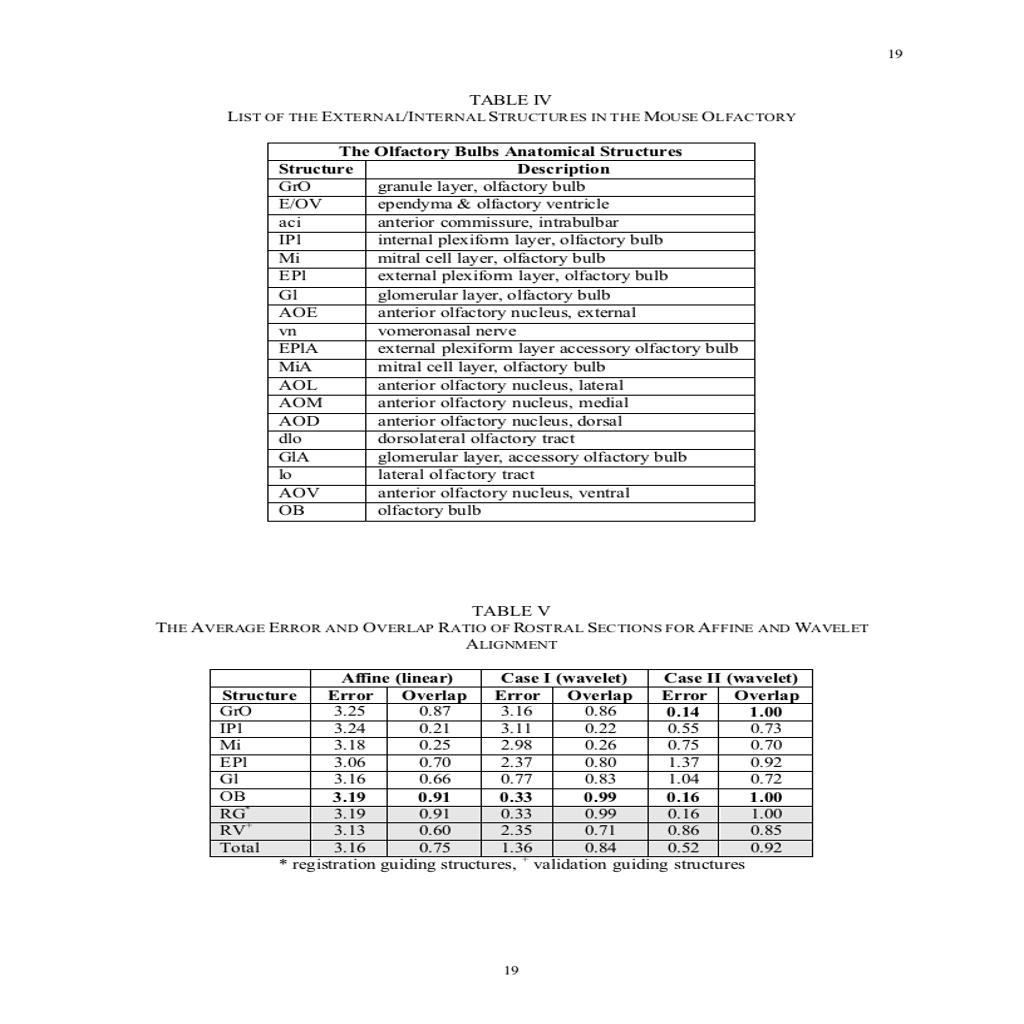 19
TABLE IV
LIST OF THE EXTERNAL/INTERNAL STRUCTURES IN THE MOUSE OLFACTORY
The Olfactory Bulbs Anatomical Structures
Structure Description
GrO granule layer, olfactory bulb
E/OV ependyma & olfactory ventricle
aci anterior commissure, intrabulbar
IPl internal plexiform layer, olfactory bulb
Mi mitral cell layer, olfactory bulb
EPl external plexiform layer, olfactory bulb
Gl glomerular layer, olfactory bulb
AOE anterior olfactory nucleus, external
vn vomeronasal nerve
EPlA external plexiform layer accessory olfactory bulb
MiA mitral cell layer, olfactory bulb
AOL anterior olfactory nucleus, lateral
AOM anterior olfactory nucleus, medial
AOD anterior olfactory nucleus, dorsal
dlo dorsolateral olfactory tract
GlA glomerular layer, accessory olfactory bulb
lo lateral olfactory tract
AOV anterior olfactory nucleus, ventral
OB olfactory bulb
TABLE V
THE AVERAGE ERROR AND OVERLAP RATIO OF ROSTRAL SECTIONS FOR AFFINE AND WAVELET
ALIGNMENT
Affine (linear) Case I (wavelet) Case II (wavelet)
Structure Error Overlap Error Overlap Error Overlap
GrO 3.25 0.87 3.16 0.86 0.14 1.00
IPl 3.24 0.21 3.11 0.22 0.55 0.73
Mi 3.18 0.25 2.98 0.26 0.75 0.70
EPl 3.06 0.70 2.37 0.80 1.37 0.92
Gl 3.16 0.66 0.77 0.83 1.04 0.72
OB 3.19 0.91 0.33 0.99 0.16 1.00
RG* 3.19 0.91 0.33 0.99 0.16 1.00
RV+ 3.13 0.60 2.35 0.71 0.86 0.85
Total 3.16 0.75 1.36 0.84 0.52 0.92
* registration guiding structures, + validation guiding structures
19